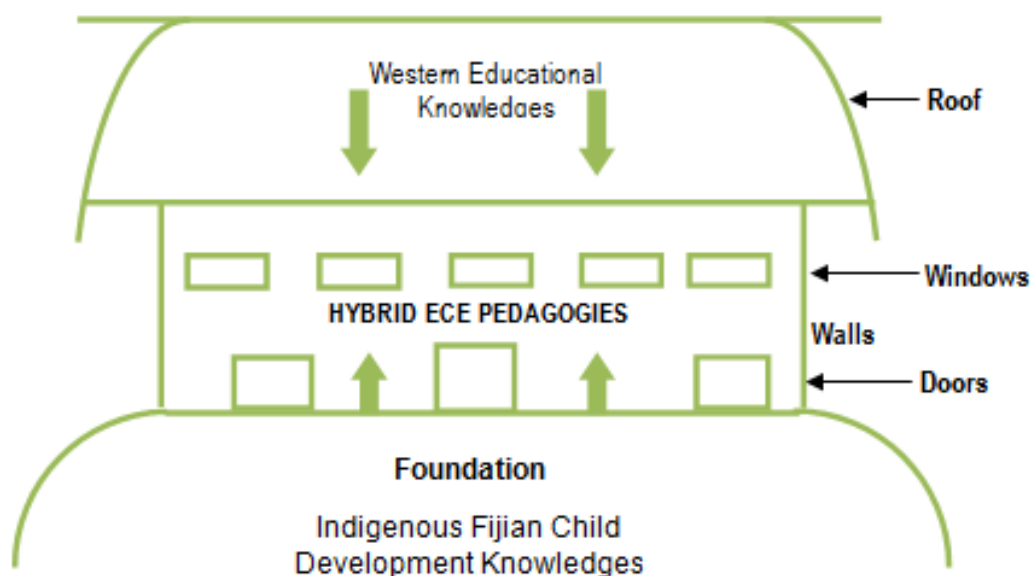 Western Educational
Knowledges
Roof
Windows
HYBRID ECE PEDAGOGIES
Walls
Doors
Foundation
Indigenous Fijian Child
Development Knowledges